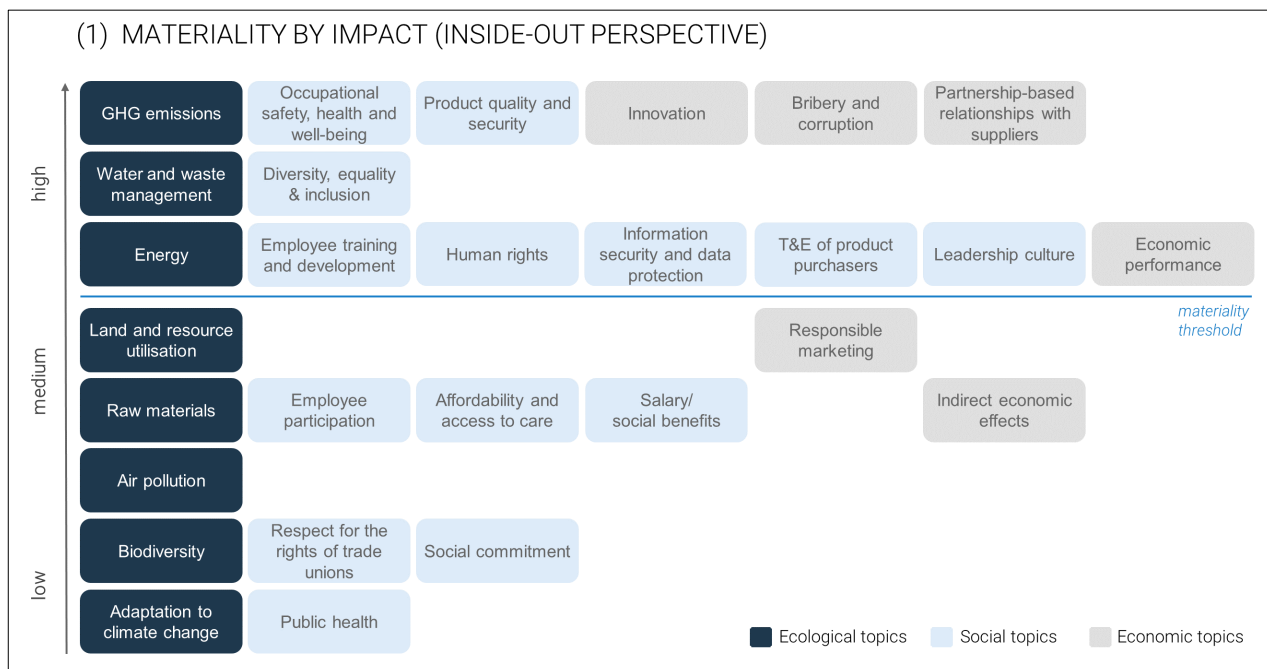 (1) MATERIALITY BY IMPACT (INSIDE-OUT PERSPECTIVE)
high
medium
low
GHG emissions
Occupational
safety, health and
well-being
Product quality and
security
Innovation
Bribery and
corruption
Partnership-based
relationships with
suppliers
Water and waste
management
Diversity, equality
& inclusion
Energy
Employee training
and development
Human rights
Information
security and data
protection
T&E of product
purchasers
Leadership culture
Economic
performance
materiality
threshold
Land and resource
utilisation
Responsible
marketing
Raw materials
Employee
participation
Affordability and
access to care
Salary/
social benefits
Indirect economic
effects
Air pollution
Biodiversity
Respect for the
rights of trade
unions
Social commitment
Adaptation to
climate change
Public health
Ecological topics
Social topics
Economic topics